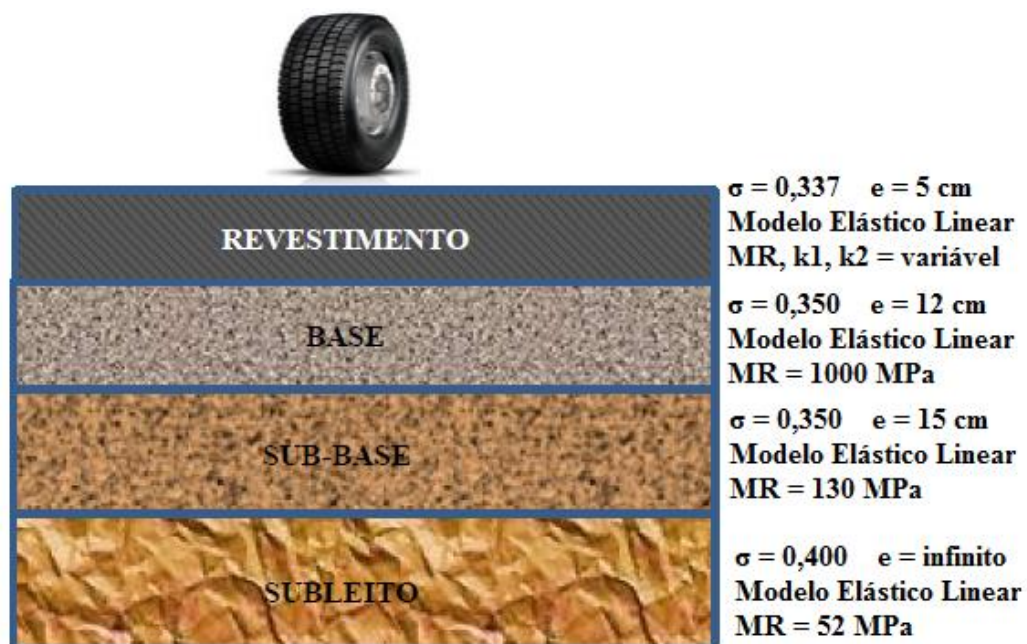 σ = 0,337 e = 5 cm
Modelo Elástico Linear
MR, k1, k2 = variável
REVESTIMENTO
σ = 0,350 e = 12 cm
Modelo Elástico Linear
MR = 1000 MPa
BASE
σ = 0,350 e = 15 cm
Modelo Elástico Linear
MR = 130 MPa
SUB-BASE
σ = 0,400 e = infinito
Modelo Elástico Linear
MR = 52 MPa
SUBLEITO